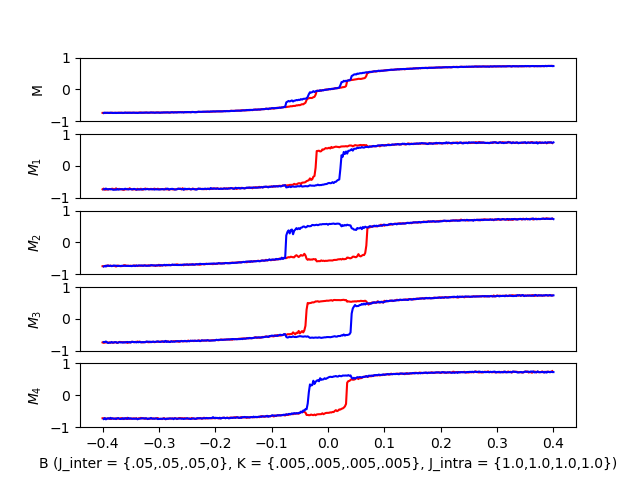 1
0
−1
M
1
0
−1
M₁
1
0
−1
M₂
1
0
−1
M₃
1
0
−1
M₄
−0.4 −0.3 −0.2 −0.1 0.0 0.1 0.2 0.3 0.4
B (J_inter = {.05,.05,.05,0}, K = {.005,.005,.005,.005}, J_intra = {1.0,1.0,1.0,1.0})